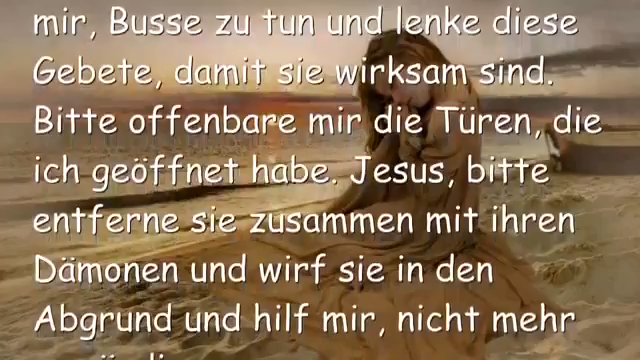 mir, Busse zu tun und lenke diese
Gebete, damit sie wirksam sind.
Bitte offenbare mir die Türen, die
ich geöffnet habe. Jesus, bitte
entferne sie zusammen mit ihren
Dämonen und wirf sie in den
Abgrund und hilf mir, nicht mehr